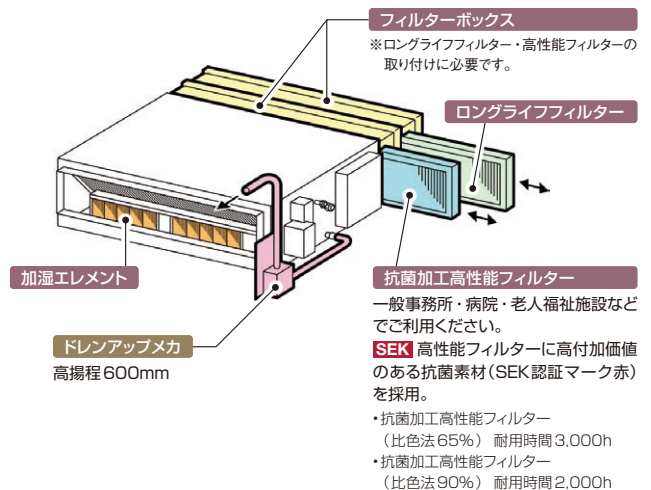 フィルターボックス
※ロングライフフィルター・高性能フィルターの
取り付けに必要です。
ロングライフフィルター
加湿エレメント
抗菌加工高性能フィルター
一般事務所・病院・老人福祉施設など
でご利用ください。
SEK 高性能フィルターに高付加価値
のある抗菌素材（SEK認証マーク赤）
を採用。
・抗菌加工高性能フィルター
（比色法65%） 耐用時間3,000h
・抗菌加工高性能フィルター
（比色法90%） 耐用時間2,000h
ドレンアップメカ
高揚程600mm